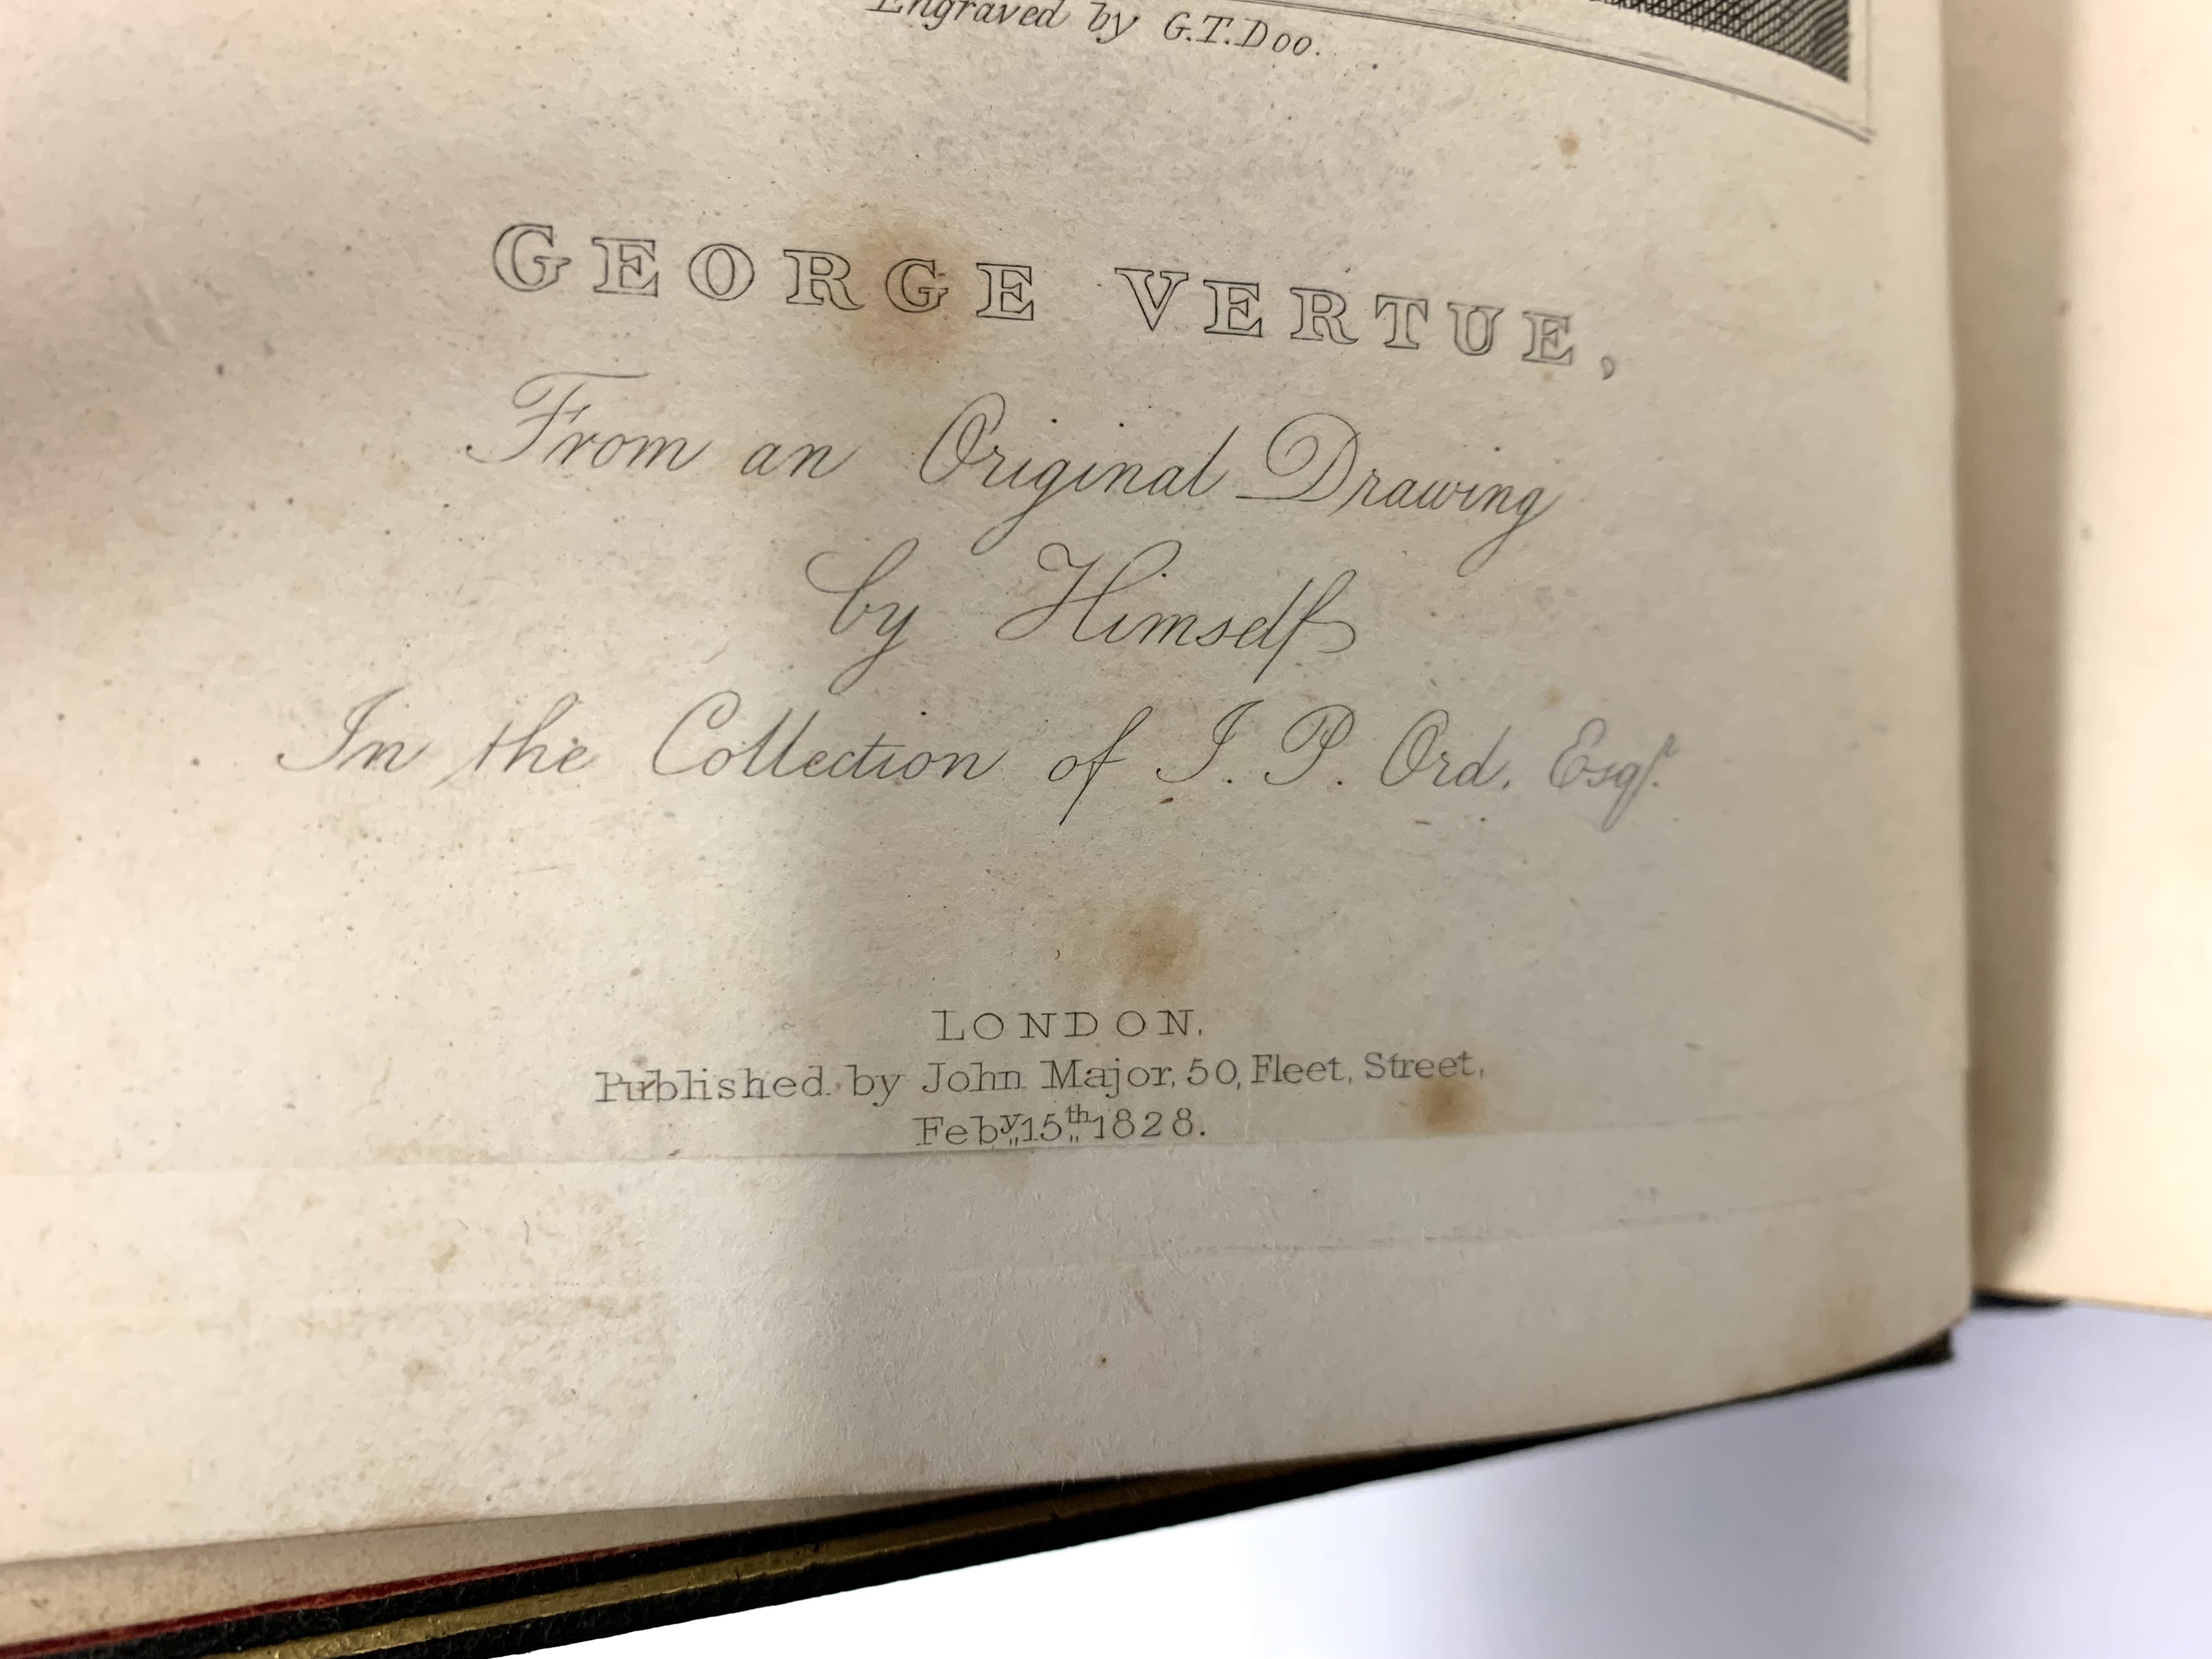 Engraved by G.T.Doo.
GEORGE VERTUE,
From an Original Drawing
by Himself
In the Collection of I. P. Ord. Esqr.
LONDON.
Published by John Major, 50, Fleet, Street,
Feby 15th 1828.